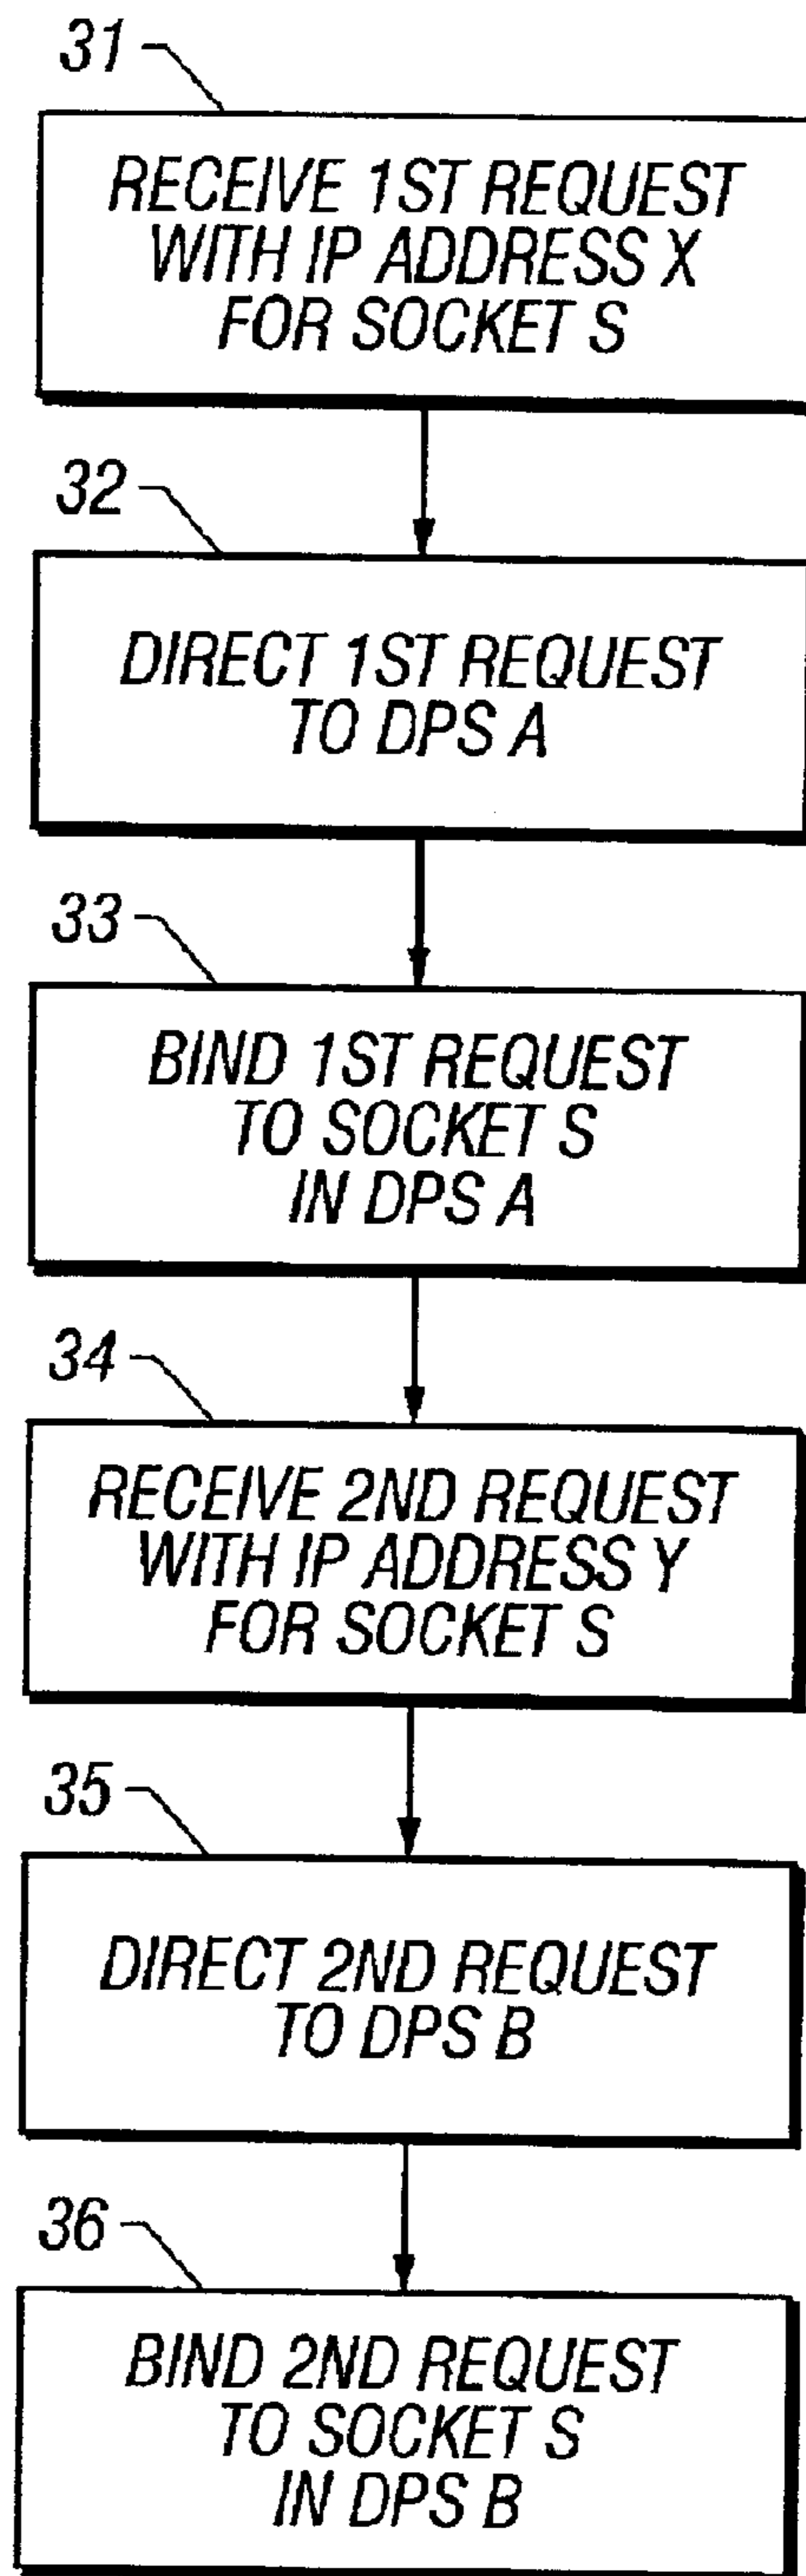 31
RECEIVE 1ST REQUEST
WITH IP ADDRESS X
FOR SOCKET S
32
DIRECT 1ST REQUEST
TO DPS A
33
BIND 1ST REQUEST
TO SOCKET S
IN DPS A
34
RECEIVE 2ND REQUEST
WITH IP ADDRESS Y
FOR SOCKET S
35
DIRECT 2ND REQUEST
TO DPS B
36
BIND 2ND REQUEST
TO SOCKET S
IN DPS B